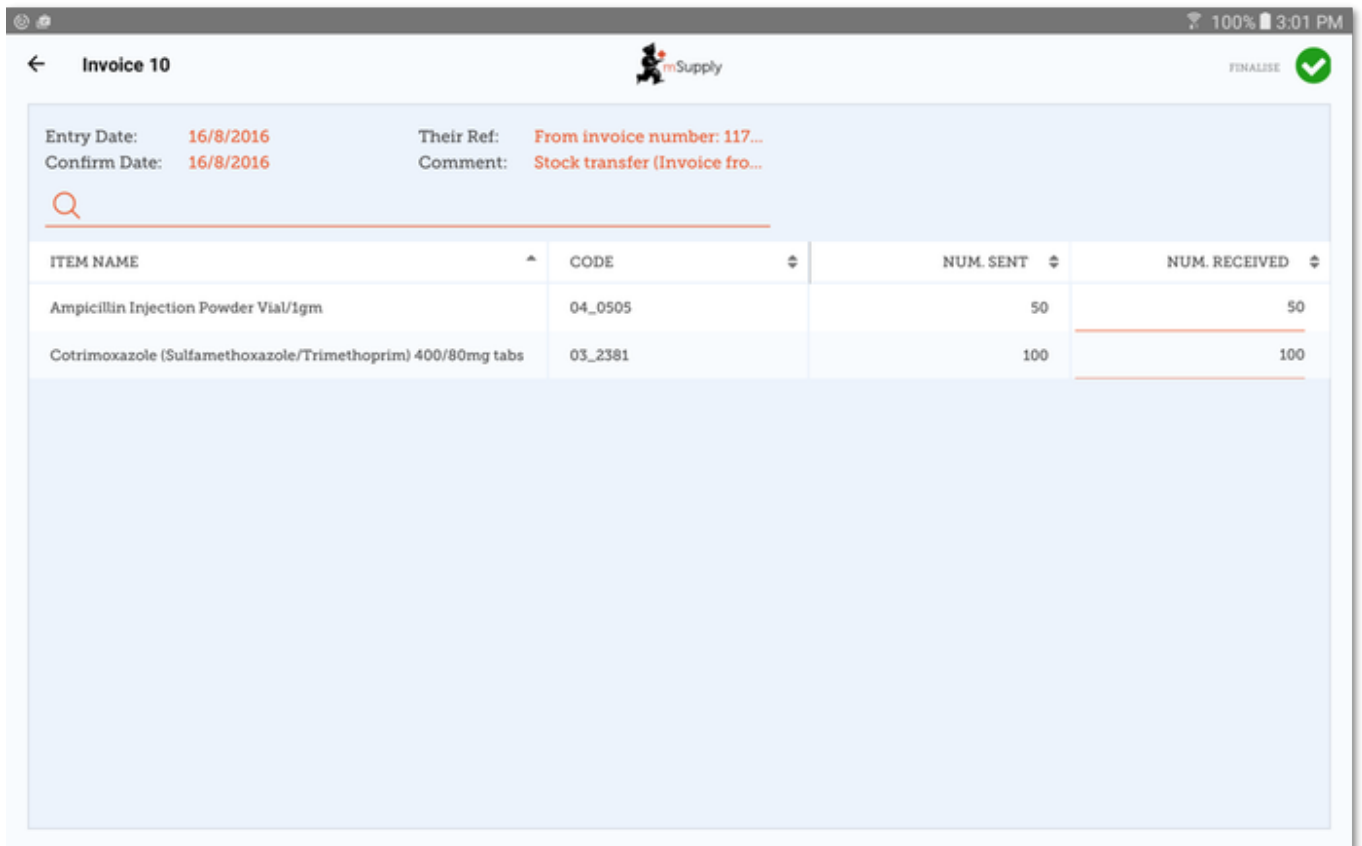 100% 3:01 PM
Invoice 10
mSupply
FINALISE
Entry Date: 16/8/2016 Their Ref: From invoice number: 117...
Confirm Date: 16/8/2016 Comment: Stock transfer (Invoice fro...
ITEM NAME CODE NUM. SENT NUM. RECEIVED
Ampicillin Injection Powder Vial/1gm 04_0505 50 50
Cotrimoxazole (Sulfamethoxazole/Trimethoprim) 400/80mg tabs 03_2381 100 100